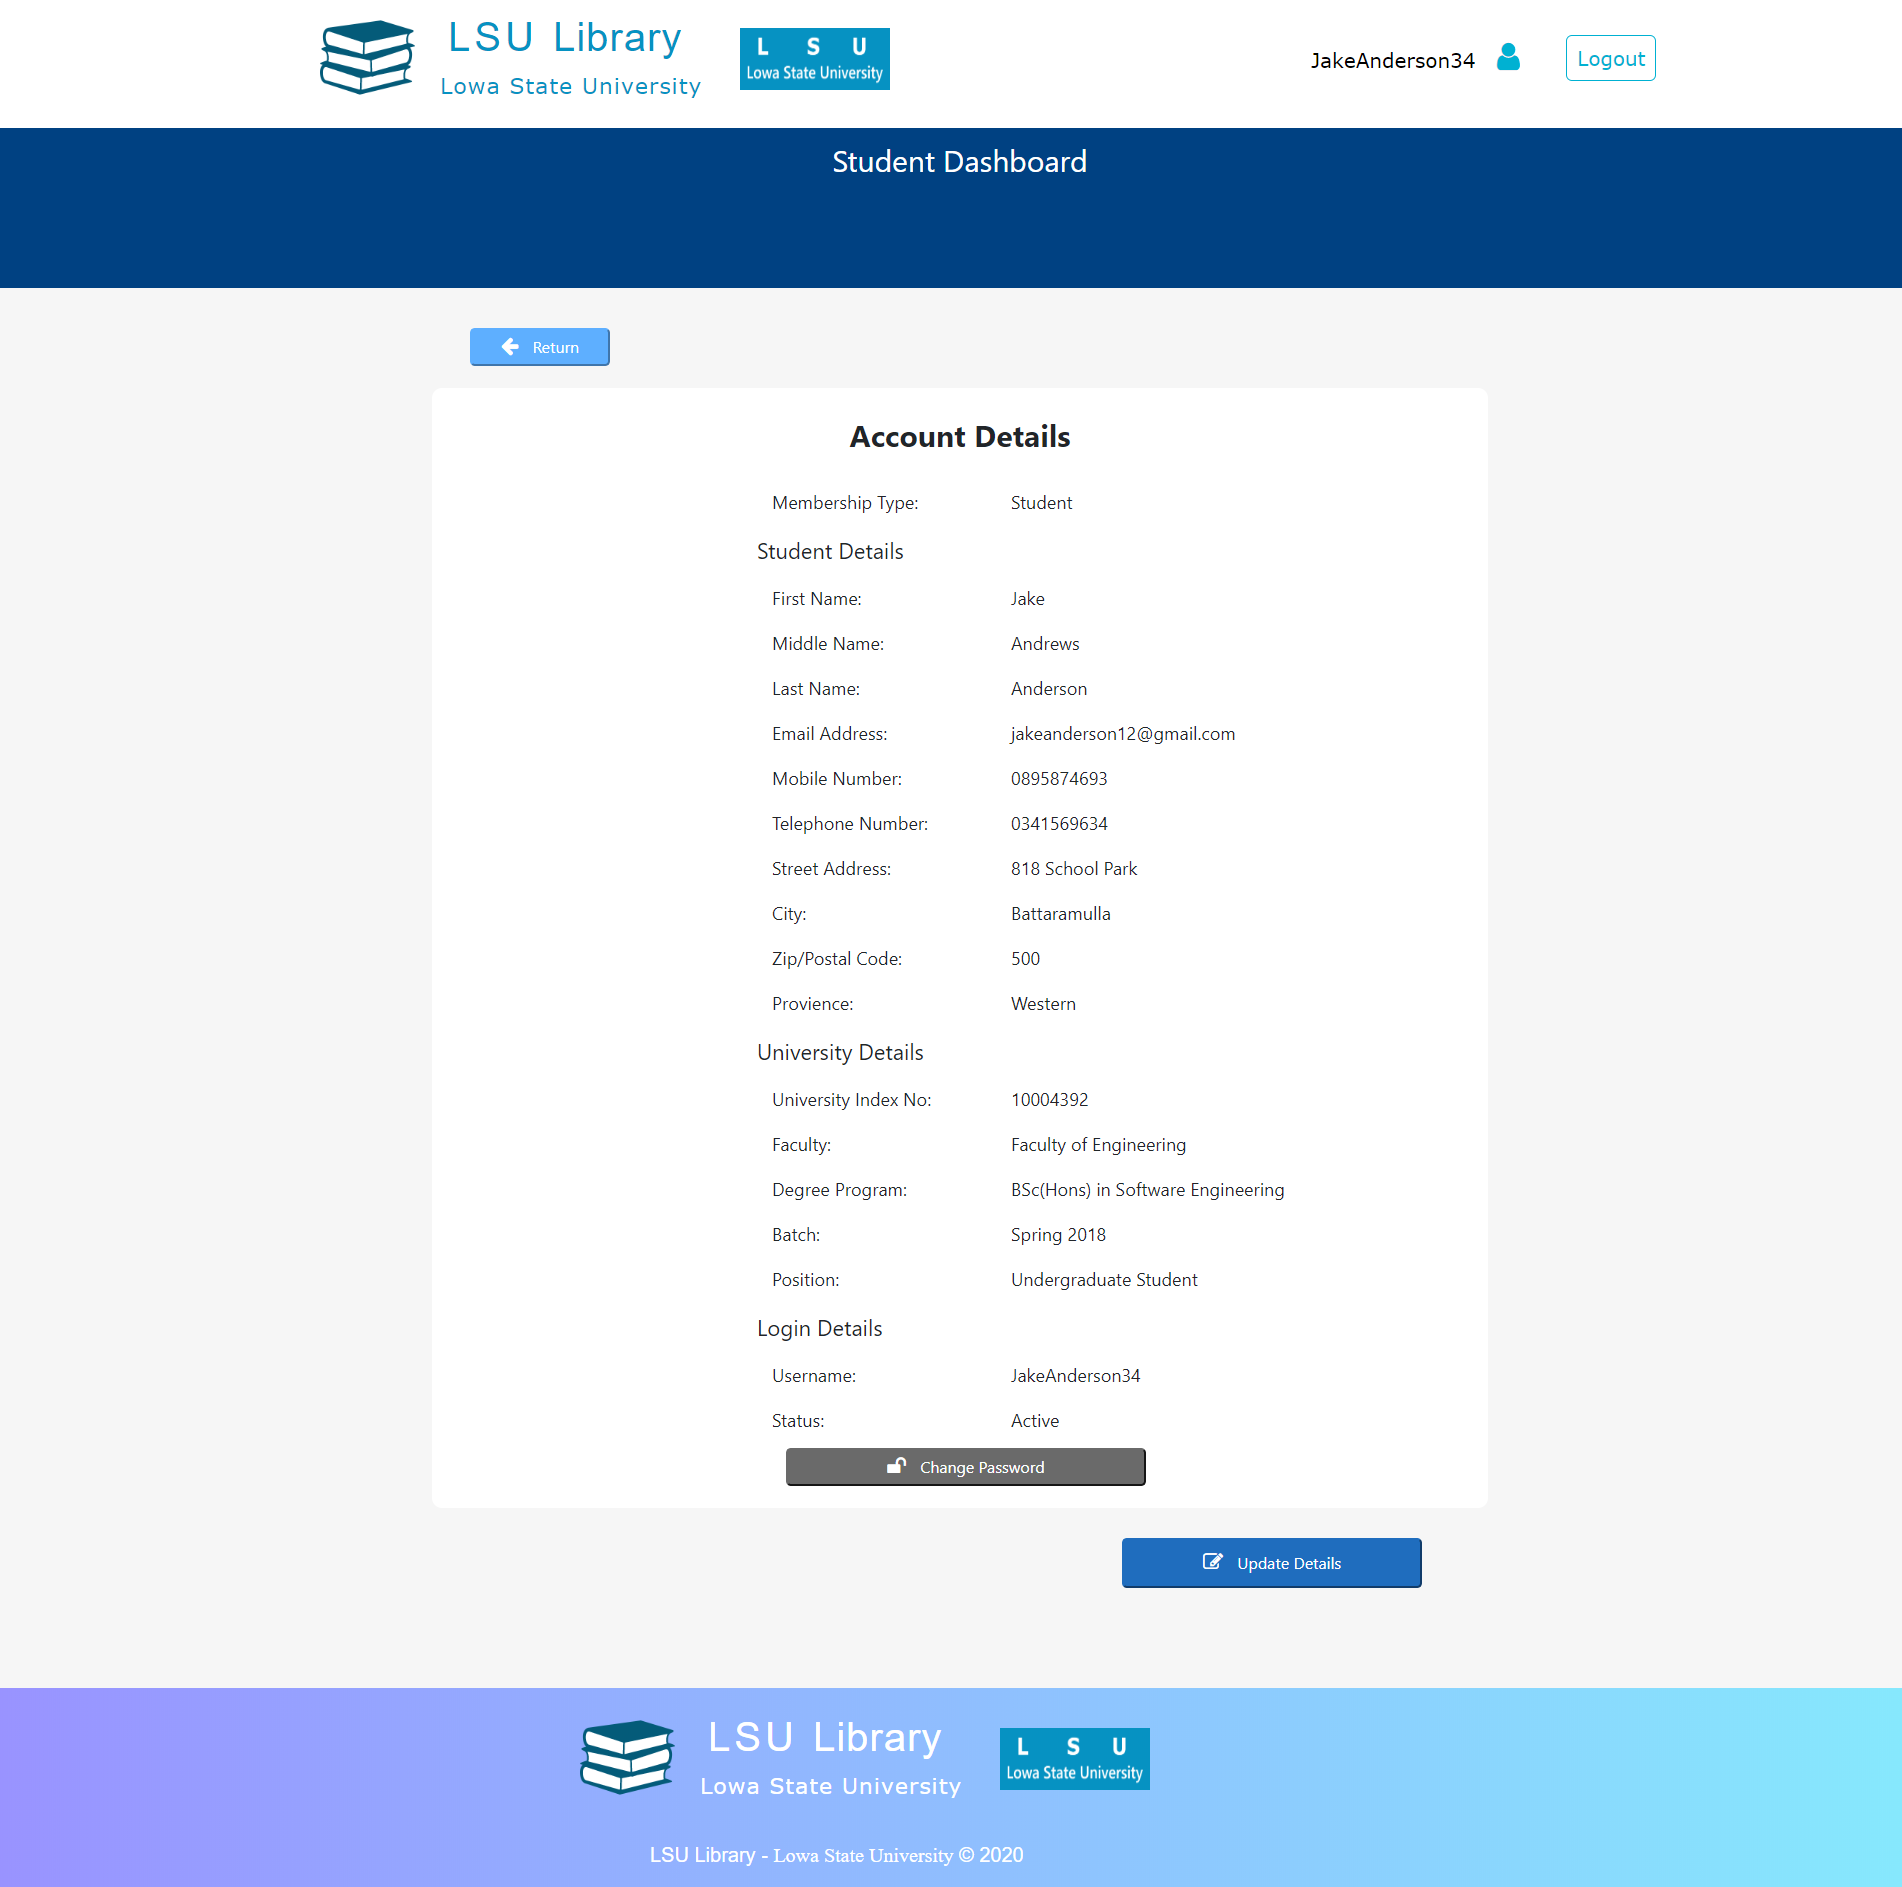 LSU Library
Lowa State University
L S U
Lowa State University
JakeAnderson34
Logout
Student Dashboard
Return
Account Details
Membership Type: Student
Student Details
First Name: Jake
Middle Name: Andrews
Last Name: Anderson
Email Address: jakeanderson12@gmail.com
Mobile Number: 0895874693
Telephone Number: 0341569634
Street Address: 818 School Park
City: Battaramulla
Zip/Postal Code: 500
Provience: Western
University Details
University Index No: 10004392
Faculty: Faculty of Engineering
Degree Program: BSc(Hons) in Software Engineering
Batch: Spring 2018
Position: Undergraduate Student
Login Details
Username: JakeAnderson34
Status: Active
Change Password
Update Details
LSU Library
Lowa State University
L S U
Lowa State University
LSU Library - Lowa State University © 2020